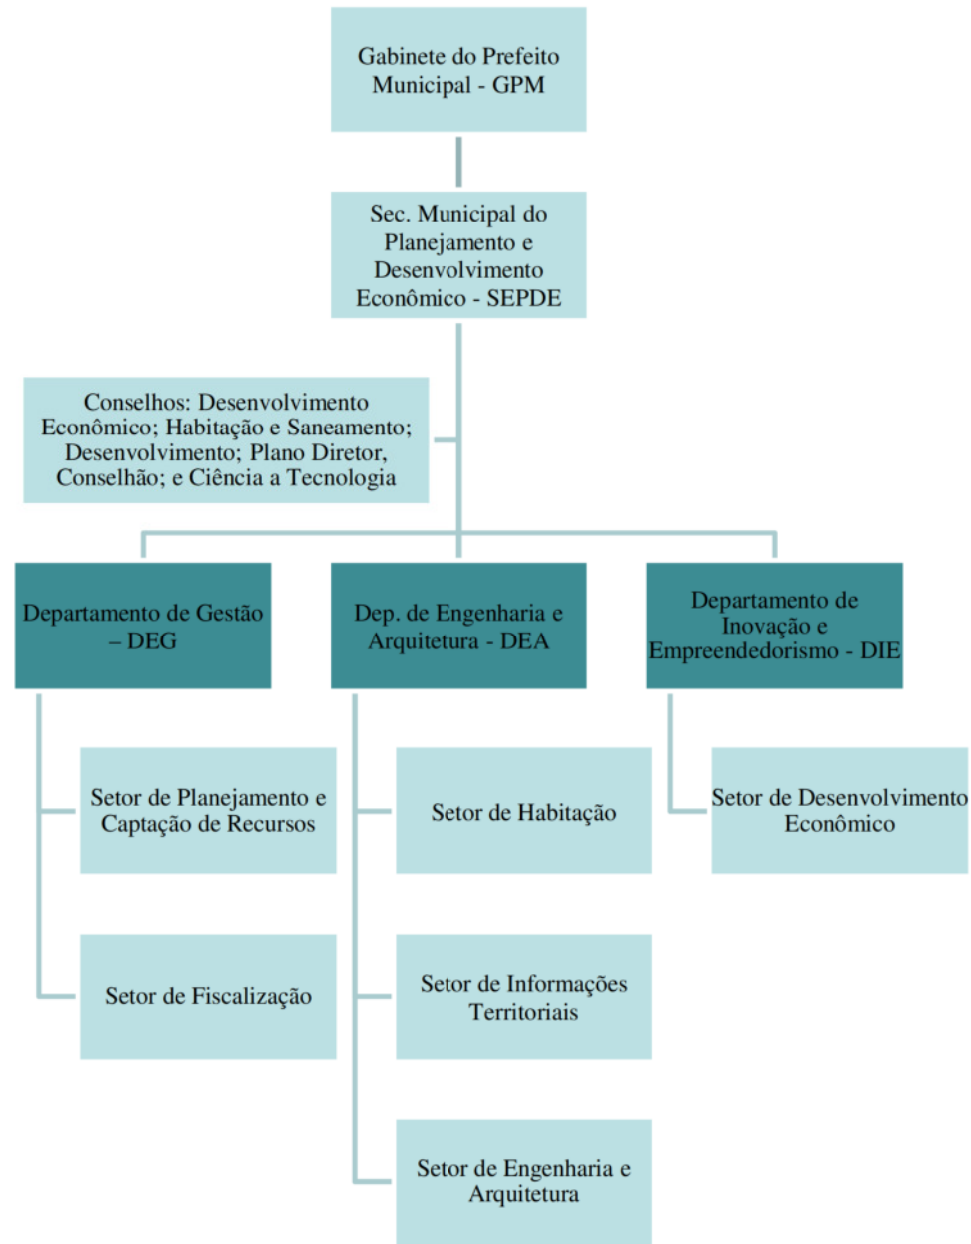 Gabinete do Prefeito
Municipal - GPM
Sec. Municipal do
Planejamento e
Desenvolvimento
Econômico - SEPDE
Conselhos: Desenvolvimento
Econômico; Habitação e Saneamento;
Desenvolvimento; Plano Diretor,
Conselhão; e Ciência a Tecnologia
Departamento de Gestão
– DEG
Dep. de Engenharia e
Arquitetura - DEA
Departamento de
Inovação e
Empreendedorismo - DIE
Setor de Planejamento e
Captação de Recursos
Setor de Habitação
Setor de Desenvolvimento
Econômico
Setor de Fiscalização
Setor de Informações
Territoriais
Setor de Engenharia e
Arquitetura